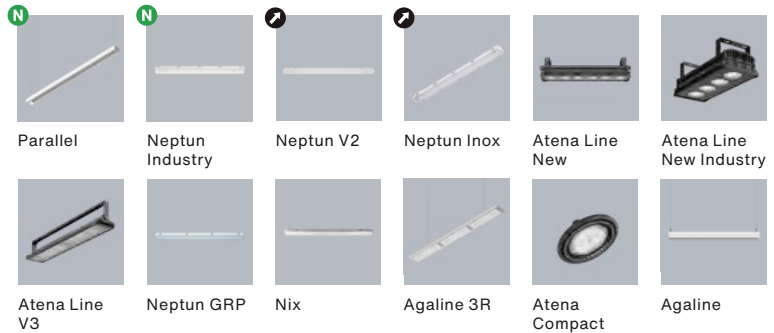 N
N
Parallel
Neptun
Industry
Neptun V2
Neptun Inox
Atena Line
New
Atena Line
New Industry
Atena Line
V3
Neptun GRP
Nix
Agaline 3R
Atena
Compact
Agaline